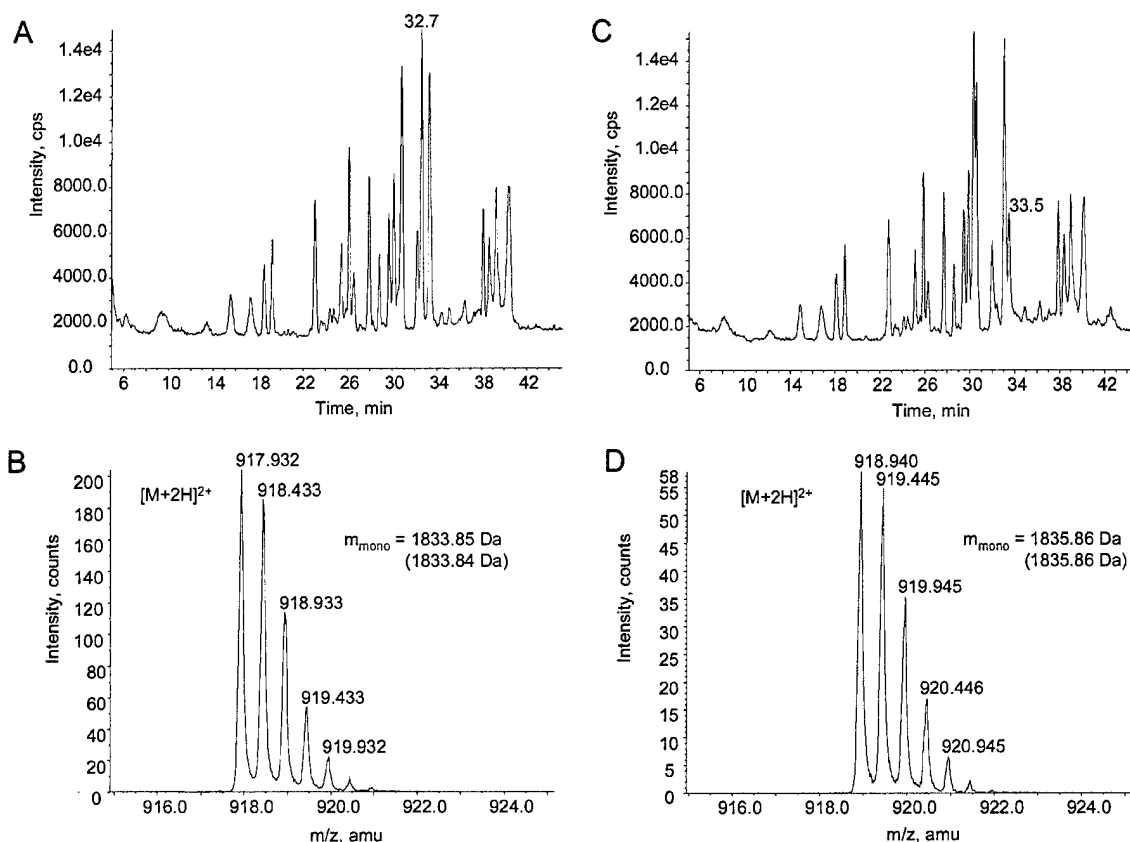 A
32.7
1.4e4
1.2e4
1.0e4
8000.0
6000.0
4000.0
2000.0
0.0
Intensity, cps
6 10 14 18 22 26 30 34 38 42
Time, min
C
1.4e4
1.2e4
1.0e4
8000.0
6000.0
4000.0
2000.0
0.0
Intensity, cps
33.5
6 10 14 18 22 26 30 34 38 42
Time, min
B
917.932
918.433
918.933
919.433
919.932
[M+2H]2+
mmono = 1833.85 Da
(1833.84 Da)
200
180
160
140
120
100
80
60
40
20
0
Intensity, counts
916.0 918.0 920.0 922.0 924.0
m/z, amu
D
918.940
919.445
919.945
920.446
920.945
[M+2H]2+
mmono = 1835.86 Da
(1835.86 Da)
58
55
50
45
40
35
30
25
20
15
10
5
0
Intensity, counts
916.0 918.0 920.0 922.0 924.0
m/z, amu